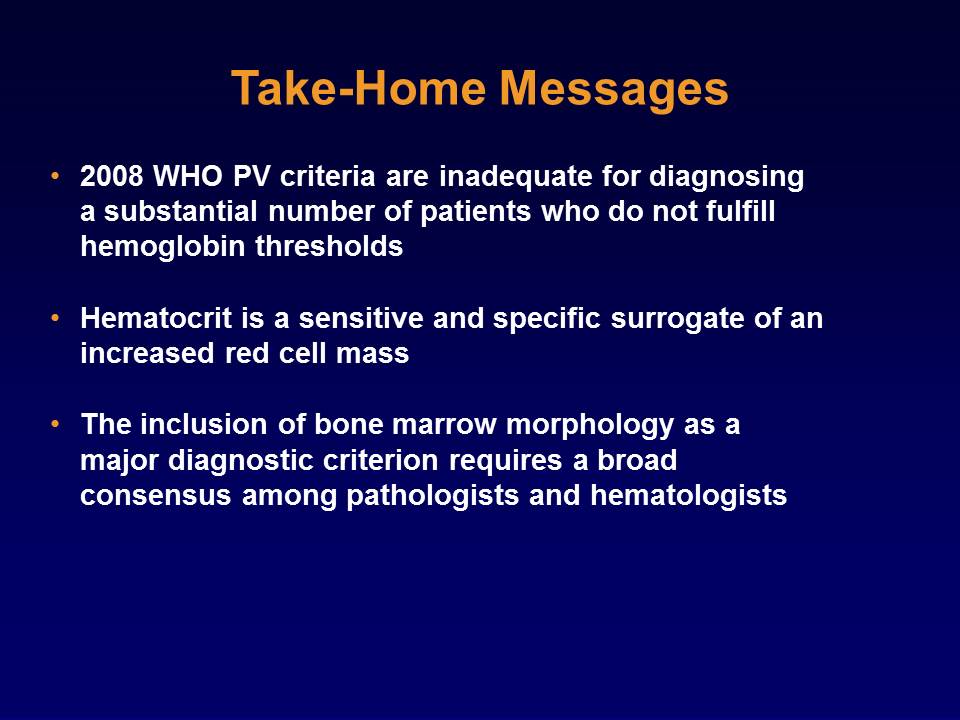 Take-Home Messages
• 2008 WHO PV criteria are inadequate for diagnosing
a substantial number of patients who do not fulfill
hemoglobin thresholds
• Hematocrit is a sensitive and specific surrogate of an
increased red cell mass
• The inclusion of bone marrow morphology as a
major diagnostic criterion requires a broad
consensus among pathologists and hematologists